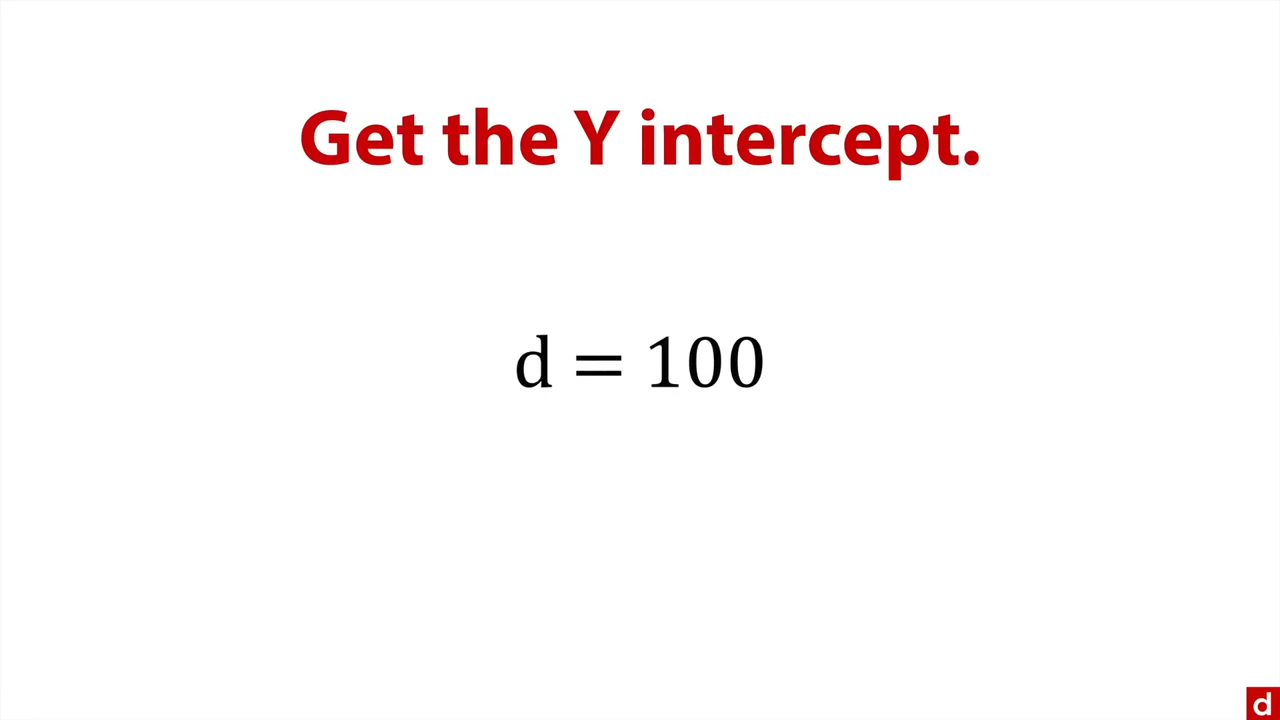 Get the Y intercept.
d = 100
d